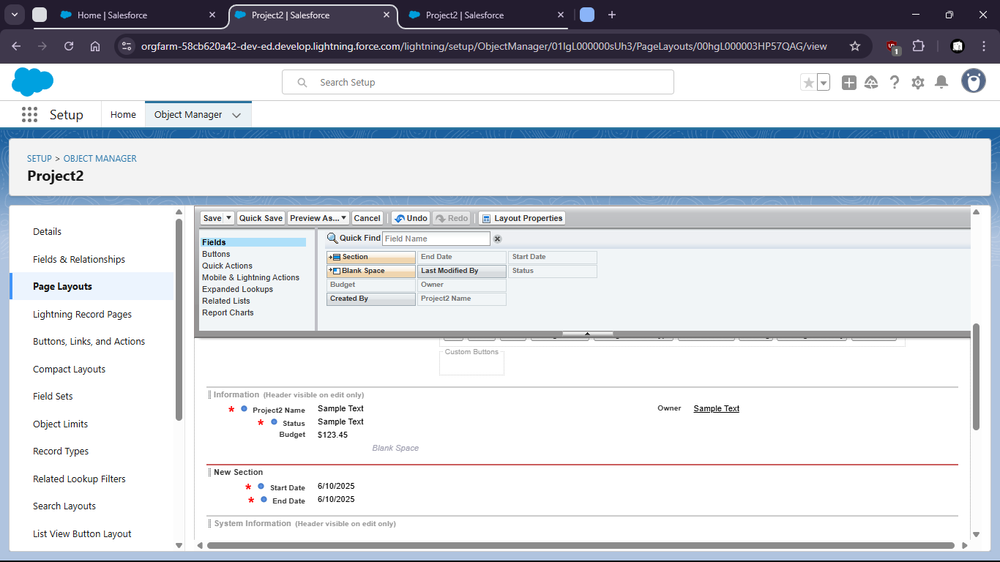 Home | Salesforce
Project2 | Salesforce
Project2 | Salesforce
orgfarm-58cb620a42-dev-ed.develop.lightning.force.com/lightning/setup/ObjectManager/01IgL000000sUh3/PageLayouts/00hgL000003HP57QAG/view
1
Search Setup
Setup
Home
Object Manager
SETUP > OBJECT MANAGER
Project2
Details
Fields & Relationships
Page Layouts
Lightning Record Pages
Buttons, Links, and Actions
Compact Layouts
Field Sets
Object Limits
Record Types
Related Lookup Filters
Search Layouts
List View Button Layout
Save Quick Save Preview As... Cancel Undo Redo Layout Properties
Fields
Buttons
Quick Actions
Mobile & Lightning Actions
Expanded Lookups
Related Lists
Report Charts
Quick Find Field Name
Section End Date Start Date
Blank Space Last Modified By Status
Budget Owner
Created By Project2 Name
Custom Buttons
Information (Header visible on edit only)
* Project2 Name Sample Text Owner Sample Text
* Status Sample Text
Budget $123.45
Blank Space
New Section
* Start Date 6/10/2025
* End Date 6/10/2025
System Information (Header visible on edit only)